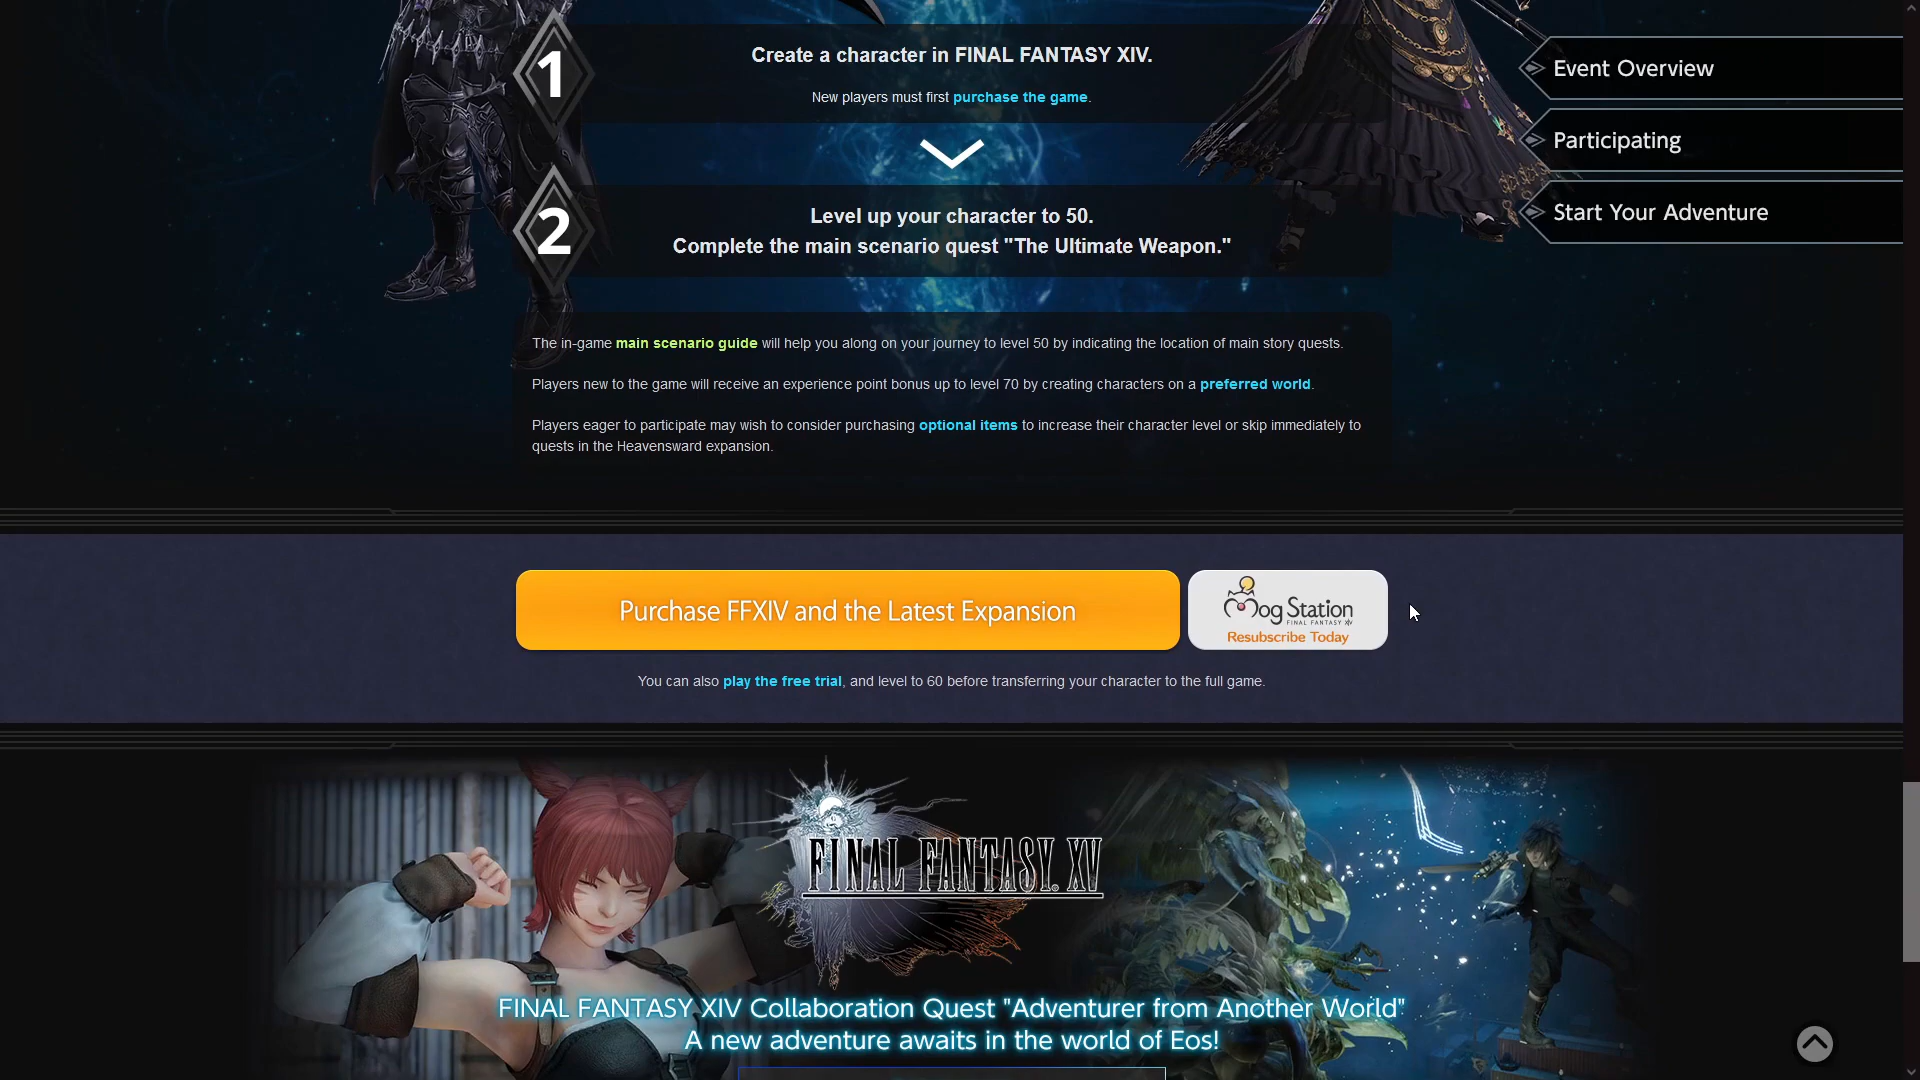 1
Create a character in FINAL FANTASY XIV.
New players must first purchase the game.
2
Level up your character to 50.
Complete the main scenario quest "The Ultimate Weapon."
Event Overview
Participating
Start Your Adventure
The in-game main scenario guide will help you along on your journey to level 50 by indicating the location of main story quests.
Players new to the game will receive an experience point bonus up to level 70 by creating characters on a preferred world.
Players eager to participate may wish to consider purchasing optional items to increase their character level or skip immediately to
quests in the Heavensward expansion.
Purchase FFXIV and the Latest Expansion
Mog Station
FINAL FANTASY XIV
Resubscribe Today
You can also play the free trial, and level to 60 before transferring your character to the full game.
FINAL FANTASY XV
FINAL FANTASY XIV Collaboration Quest "Adventurer from Another World"
A new adventure awaits in the world of Eos!